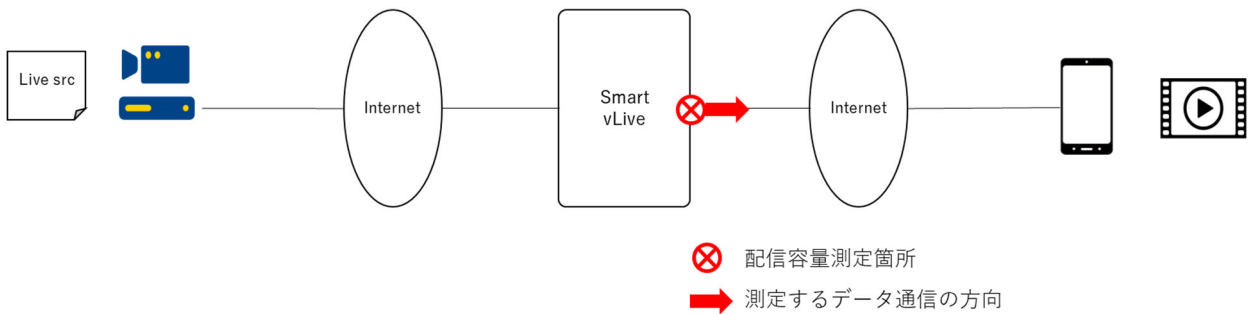 Live src
Internet
Smart
vLive
Internet
配信容量測定箇所
測定するデータ通信の方向